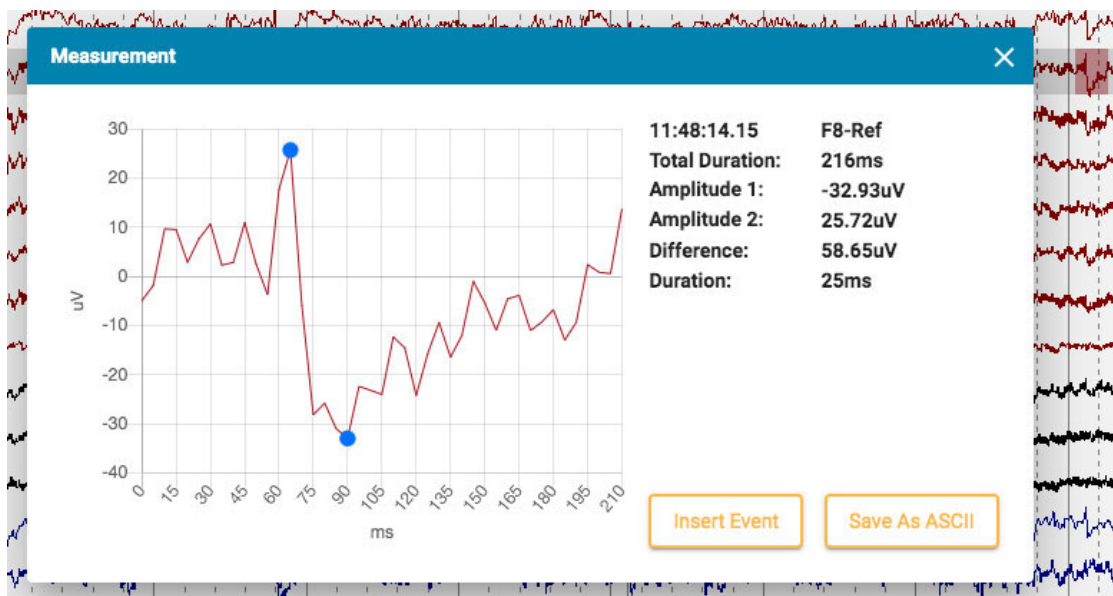 Measurement
30
20
10
0
-10
-20
-30
-40
uV
0 15 30 45 60 75 90 105 120 135 150 165 180 195 210
ms
11:48:14.15 F8-Ref
Total Duration: 216ms
Amplitude 1: -32.93uV
Amplitude 2: 25.72uV
Difference: 58.65uV
Duration: 25ms
Insert Event Save As ASCII